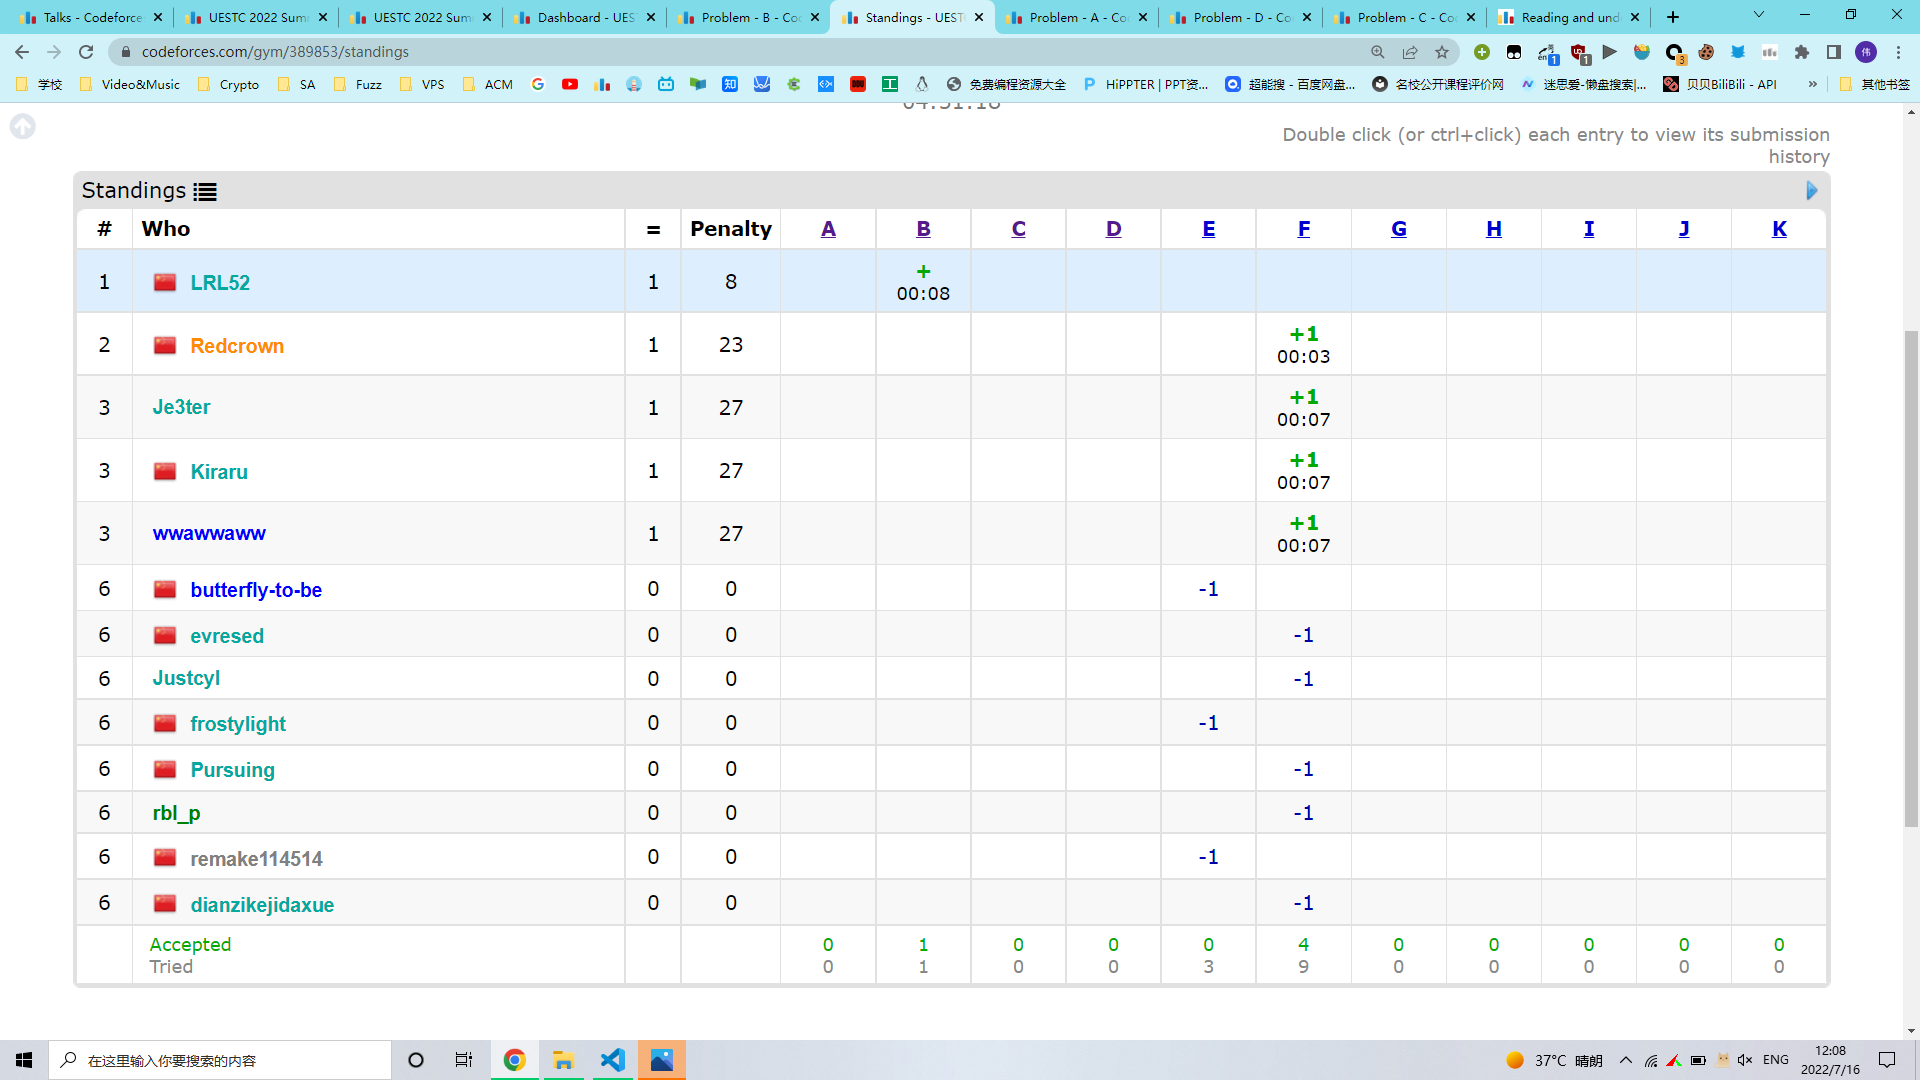 Talks - Codeforce
UESTC 2022 Sum
UESTC 2022 Sum
Dashboard - UES
Problem - B - Co
Standings - UEST
Problem - A - Co
Problem - D - Co
Problem - C - Co
Reading and und
codeforces.com/gym/389853/standings
学校
Video&Music
Crypto
SA
Fuzz
VPS
ACM
免费编程资源大全
HiPPTER | PPT资...
超能搜 - 百度网盘...
名校公开课程评价网
迷思爱-懒盘搜索|...
贝贝BiliBili - API
»
其他书签
04:51:18
Double click (or ctrl+click) each entry to view its submission
history
Standings
# Who = Penalty A B C D E F G H I J K
1 LRL52 1 8 +
00:08
2 Redcrown 1 23 +1
00:03
3 Je3ter 1 27 +1
00:07
3 Kiraru 1 27 +1
00:07
3 wwawwaww 1 27 +1
00:07
6 butterfly-to-be 0 0 -1
6 evresed 0 0 -1
6 Justcyl 0 0 -1
6 frostylight 0 0 -1
6 Pursuing 0 0 -1
6 rbl_p 0 0 -1
6 remake114514 0 0 -1
6 dianzikejidaxue 0 0 -1
Accepted 0 1 0 0 0 4 0 0 0 0 0
Tried 0 1 0 0 3 9 0 0 0 0 0
在这里输入你要搜索的内容
37°C 晴朗
ENG
12:08
2022/7/16